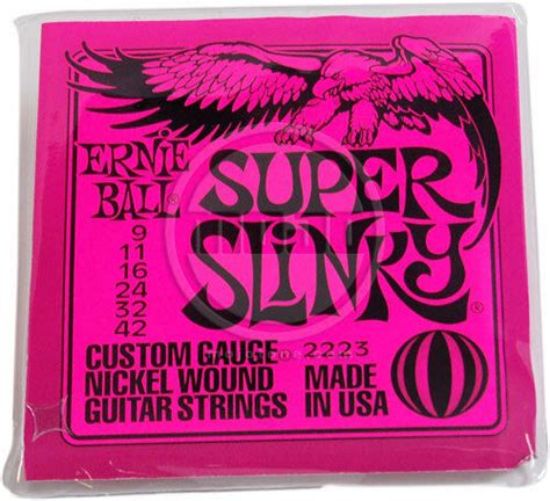 ERNIE
BALL®
SUPER
SLINKY®
9
11
16
24
32
42
CUSTOM GAUGE 2223
NICKEL WOUND MADE
GUITAR STRINGS IN USA